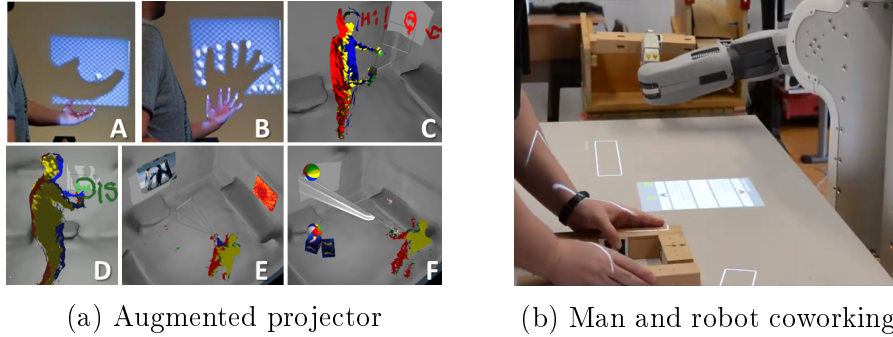 A
B
C
Hi!
D
E
F
(a) Augmented projector
(b) Man and robot coworking